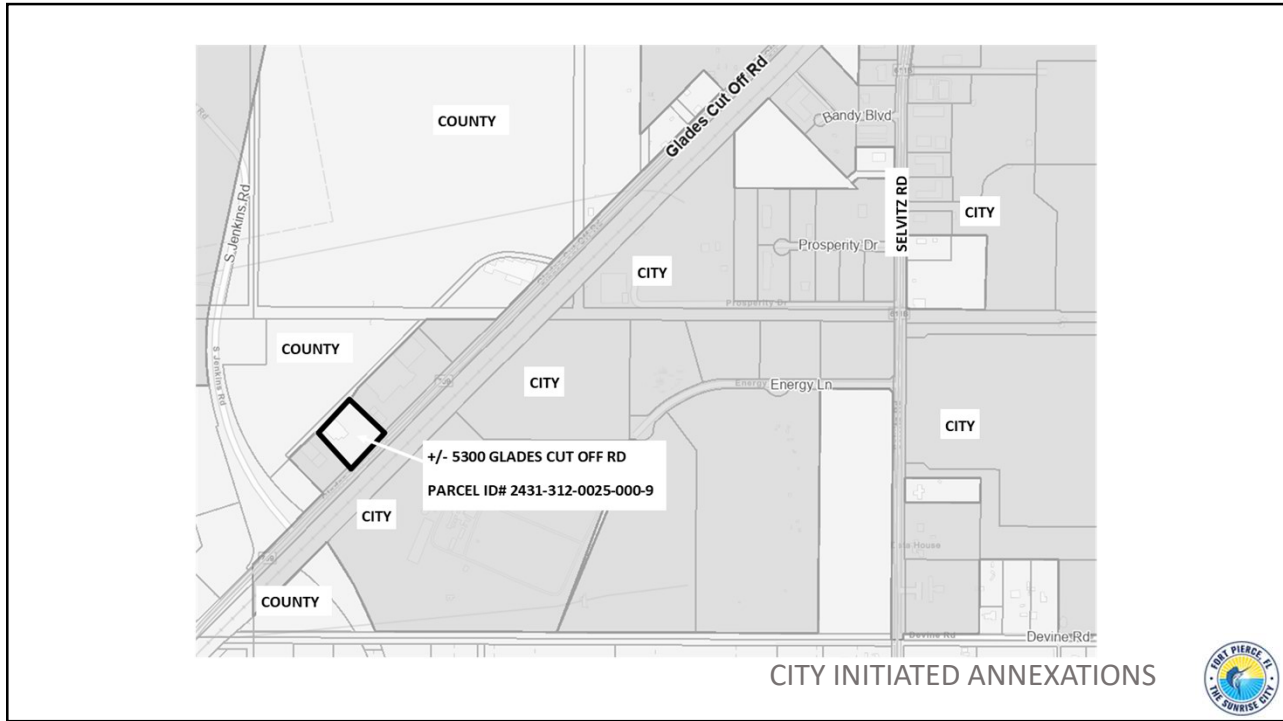 Glades Cut Off Rd
COUNTY
Bandy Blvd
S. Jenkins Rd
SELVITZ RD
CITY
Prosperity Dr
CITY
Prosperity Dr
COUNTY
S Jenkins Rd
CITY
Energy Ln
CITY
+/- 5300 GLADES CUT OFF RD
PARCEL ID# 2431-312-0025-000-9
CITY
COUNTY
Devine Rd
Devine Rd
CITY INITIATED ANNEXATIONS
FORT PIERCE, FL
THE SUNRISE CITY